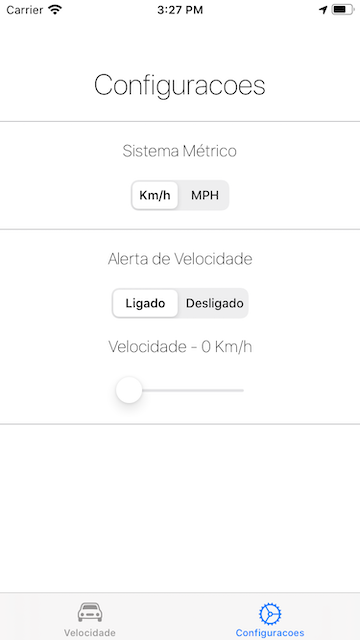 Carrier 3:27 PM
Configuracoes
Sistema Métrico
Km/h MPH
Alerta de Velocidade
Ligado Desligado
Velocidade - 0 Km/h
Velocidade Configuracoes